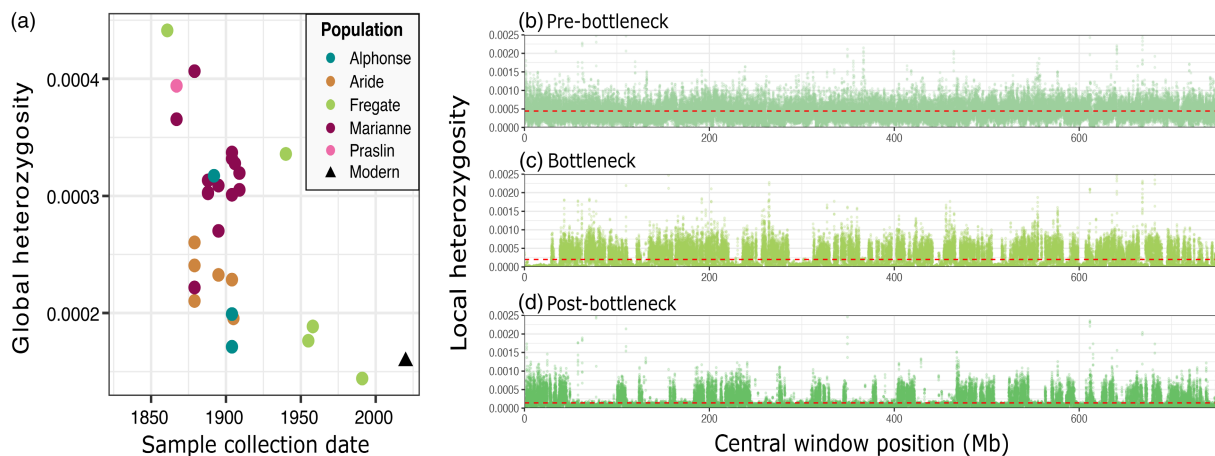 (a)
Global heterozygosity
0.0004
0.0003
0.0002
1850 1900 1950 2000
Sample collection date
Population
Alphonse
Aride
Fregate
Marianne
Praslin
Modern
Local heterozygosity
(b) Pre-bottleneck
0.0025
0.0020
0.0015
0.0010
0.0005
0.0000
0 200 400 600
(c) Bottleneck
0.0025
0.0020
0.0015
0.0010
0.0005
0.0000
0 200 400 600
(d) Post-bottleneck
0.0025
0.0020
0.0015
0.0010
0.0005
0.0000
0 200 400 600
Central window position (Mb)